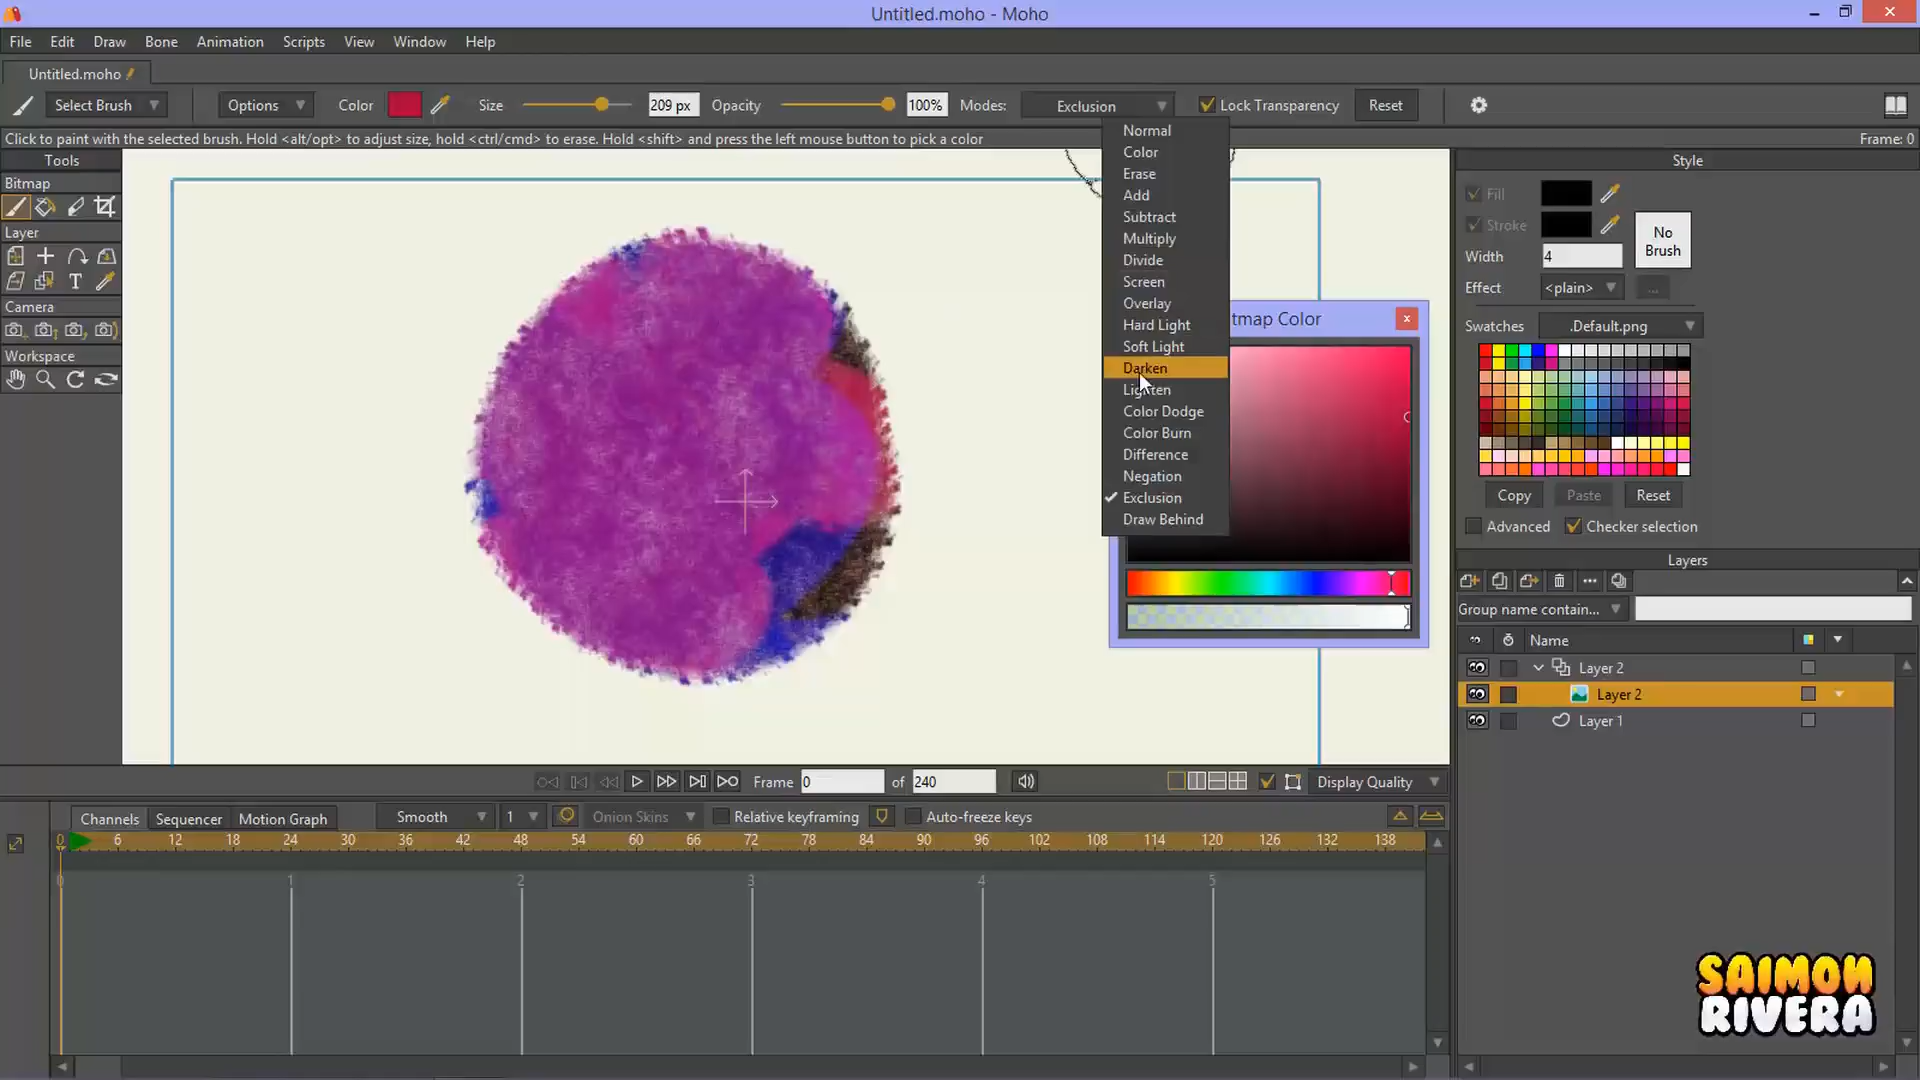 Untitled.moho - Moho
File Edit Draw Bone Animation Scripts View Window Help
Untitled.moho
Select Brush Options Color Size 209 px Opacity 100% Modes: Exclusion Lock Transparency Reset
Click to paint with the selected brush. Hold <alt/opt> to adjust size, hold <ctrl/cmd> to erase. Hold <shift> and press the left mouse button to pick a color Frame: 0
Tools
Bitmap
Layer
T
Camera
Workspace
Normal
Color
Erase
Add
Subtract
Multiply
Divide
Screen
Overlay
Hard Light
Soft Light
Darken
Lighten
Color Dodge
Color Burn
Difference
Negation
Exclusion
Draw Behind
tmap Color
Style
Fill
Stroke
No
Brush
Width 4
Effect <plain> ...
Swatches .Default.png
Copy Paste Reset
Advanced Checker selection
Layers
Group name contain...
Name
Layer 2
Layer 2
Layer 1
Frame 0 of 240 Display Quality
Channels Sequencer Motion Graph Smooth 1 Onion Skins Relative keyframing Auto-freeze keys
0 6 12 18 24 30 36 42 48 54 60 66 72 78 84 90 96 102 108 114 120 126 132 138
0 1 2 3 4 5
SAIMON
RIVERA